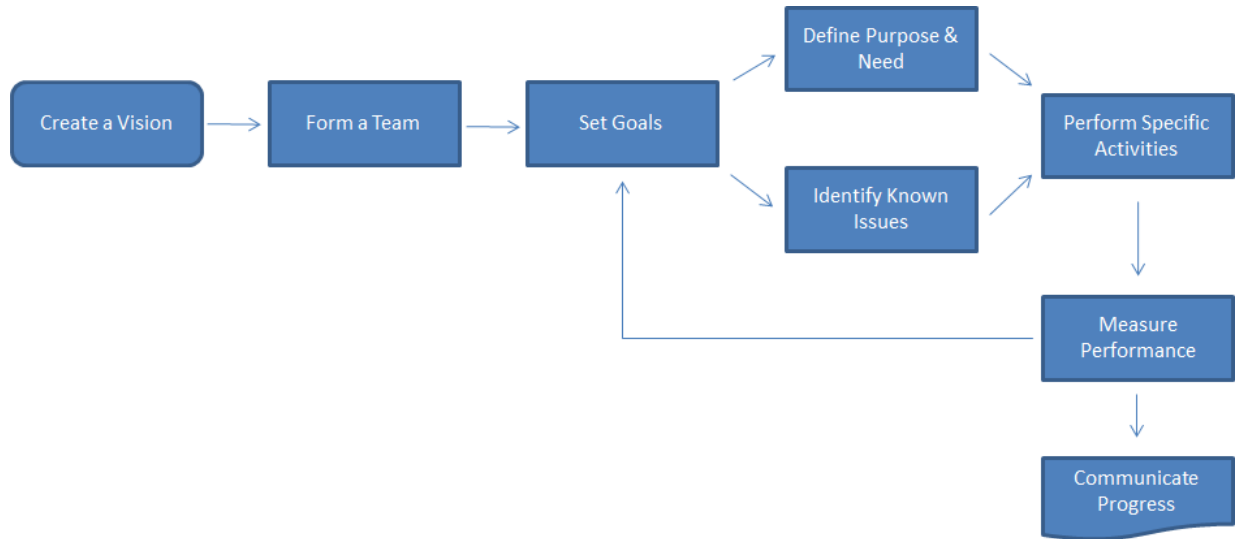 Create a Vision
Form a Team
Set Goals
Define Purpose &
Need
Identify Known
Issues
Perform Specific
Activities
Measure
Performance
Communicate
Progress